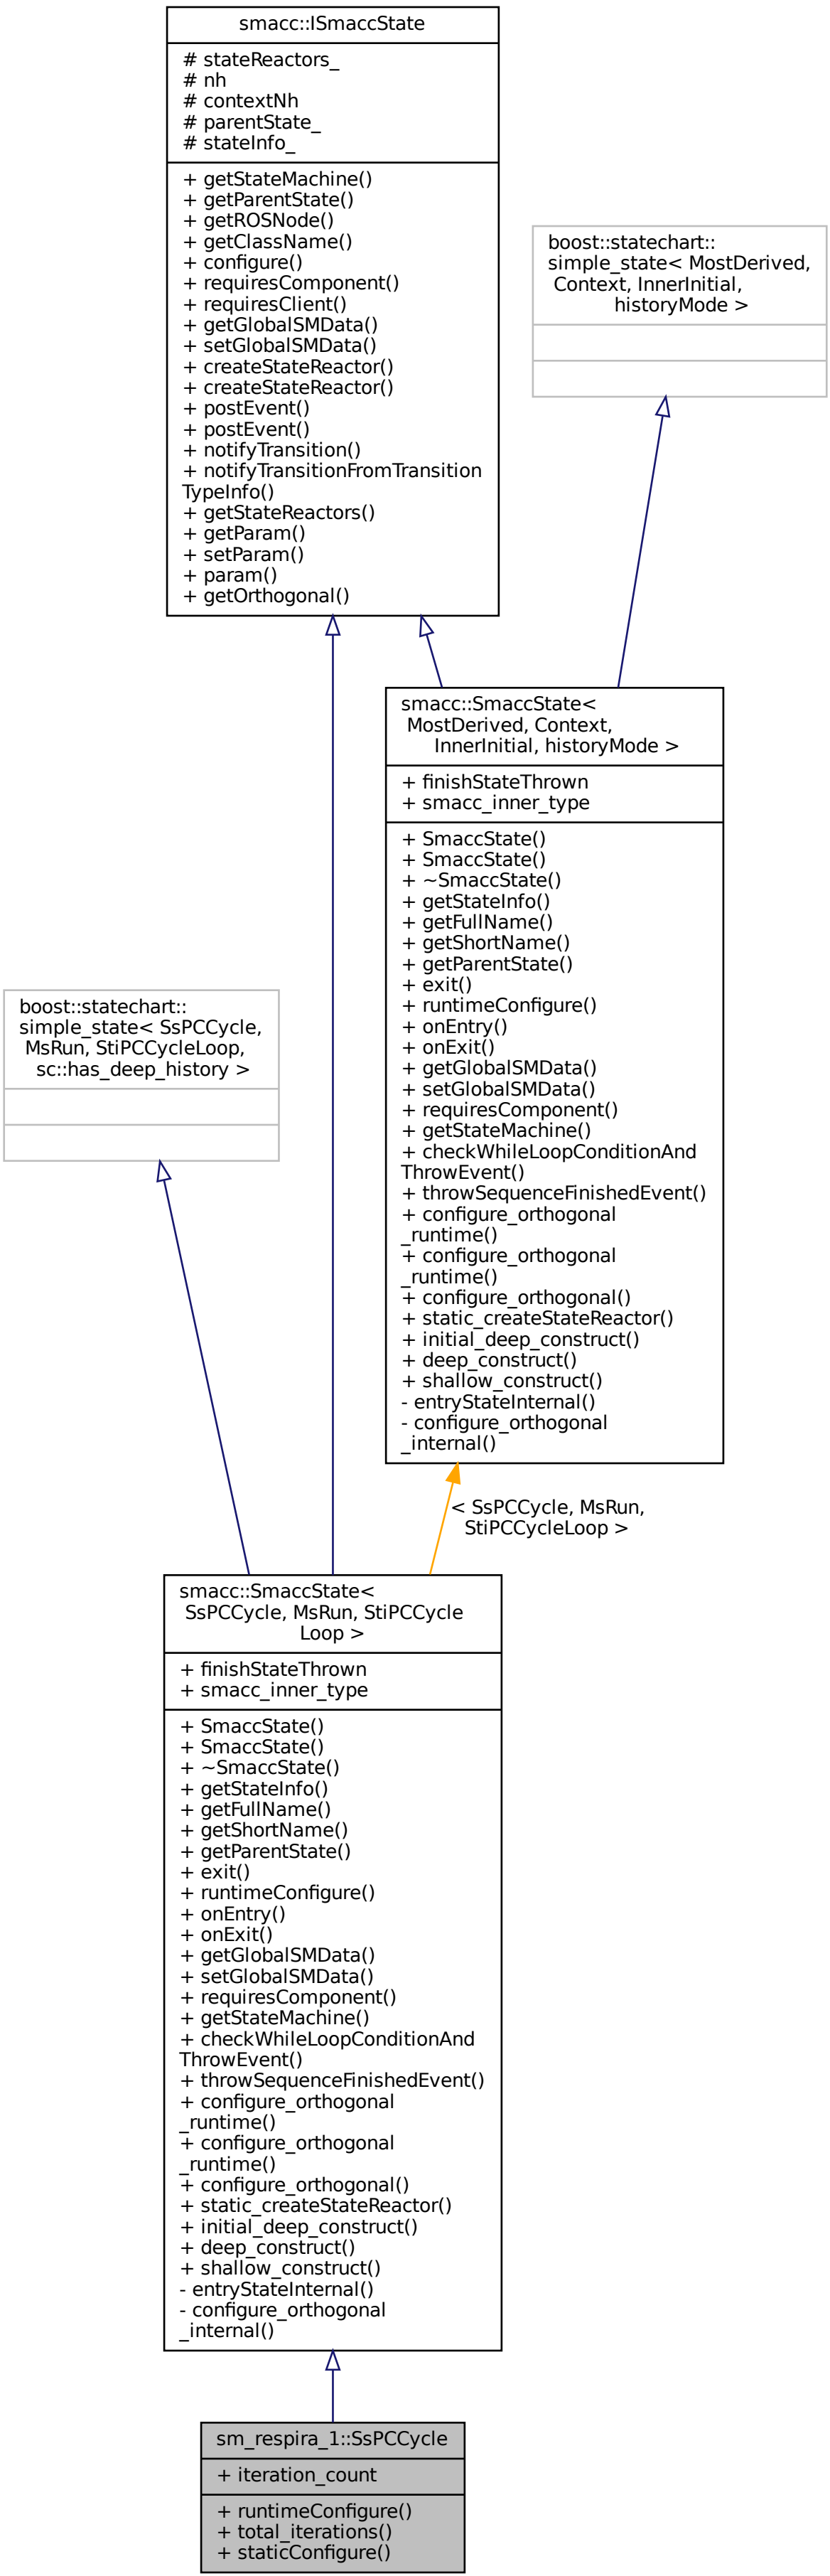 smacc::ISmaccState
# stateReactors_
# nh
# contextNh
# parentState_
# stateInfo_
+ getStateMachine()
+ getParentState()
+ getROSNode()
+ getClassName()
+ configure()
+ requiresComponent()
+ requiresClient()
+ getGlobalSMData()
+ setGlobalSMData()
+ createStateReactor()
+ createStateReactor()
+ postEvent()
+ postEvent()
+ notifyTransition()
+ notifyTransitionFromTransition
TypeInfo()
+ getStateReactors()
+ getParam()
+ setParam()
+ param()
+ getOrthogonal()
boost::statechart::
simple_state< MostDerived,
Context, InnerInitial,
historyMode >
smacc::SmaccState<
MostDerived, Context,
InnerInitial, historyMode >
+ finishStateThrown
+ smacc_inner_type
+ SmaccState()
+ SmaccState()
+ ~SmaccState()
+ getStateInfo()
+ getFullName()
+ getShortName()
+ getParentState()
+ exit()
+ runtimeConfigure()
+ onEntry()
+ onExit()
+ getGlobalSMData()
+ setGlobalSMData()
+ requiresComponent()
+ getStateMachine()
+ checkWhileLoopConditionAnd
ThrowEvent()
+ throwSequenceFinishedEvent()
+ configure_orthogonal
_runtime()
+ configure_orthogonal
_runtime()
+ configure_orthogonal()
+ static_createStateReactor()
+ initial_deep_construct()
+ deep_construct()
+ shallow_construct()
- entryStateInternal()
- configure_orthogonal
_internal()
boost::statechart::
simple_state< SsPCCycle,
MsRun, StiPCCycleLoop,
sc::has_deep_history >
< SsPCCycle, MsRun,
StiPCCycleLoop >
smacc::SmaccState<
SsPCCycle, MsRun, StiPCCycle
Loop >
+ finishStateThrown
+ smacc_inner_type
+ SmaccState()
+ SmaccState()
+ ~SmaccState()
+ getStateInfo()
+ getFullName()
+ getShortName()
+ getParentState()
+ exit()
+ runtimeConfigure()
+ onEntry()
+ onExit()
+ getGlobalSMData()
+ setGlobalSMData()
+ requiresComponent()
+ getStateMachine()
+ checkWhileLoopConditionAnd
ThrowEvent()
+ throwSequenceFinishedEvent()
+ configure_orthogonal
_runtime()
+ configure_orthogonal
_runtime()
+ configure_orthogonal()
+ static_createStateReactor()
+ initial_deep_construct()
+ deep_construct()
+ shallow_construct()
- entryStateInternal()
- configure_orthogonal
_internal()
sm_respira_1::SsPCCycle
+ iteration_count
+ runtimeConfigure()
+ total_iterations()
+ staticConfigure()